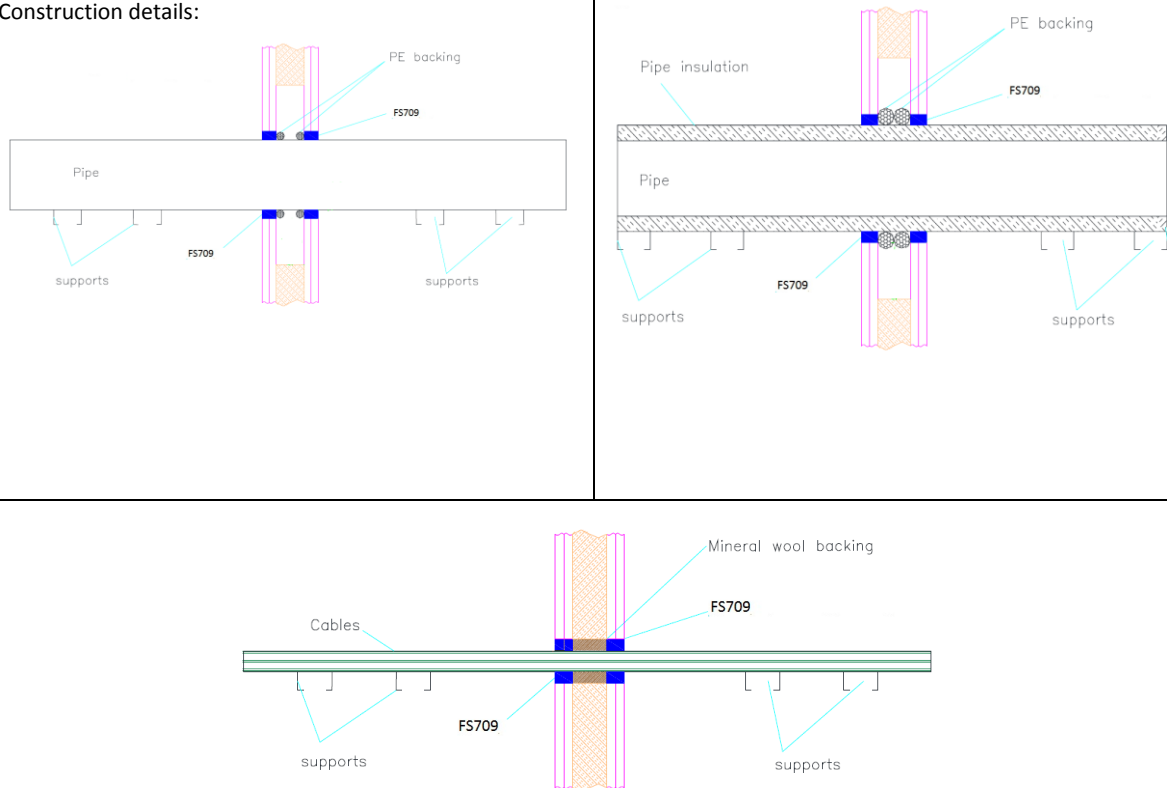 Construction details:
PE backing
FS709
Pipe
FS709
supports
supports
PE backing
Pipe insulation
FS709
Pipe
FS709
supports
supports
Mineral wool backing
FS709
Cables
FS709
supports
supports